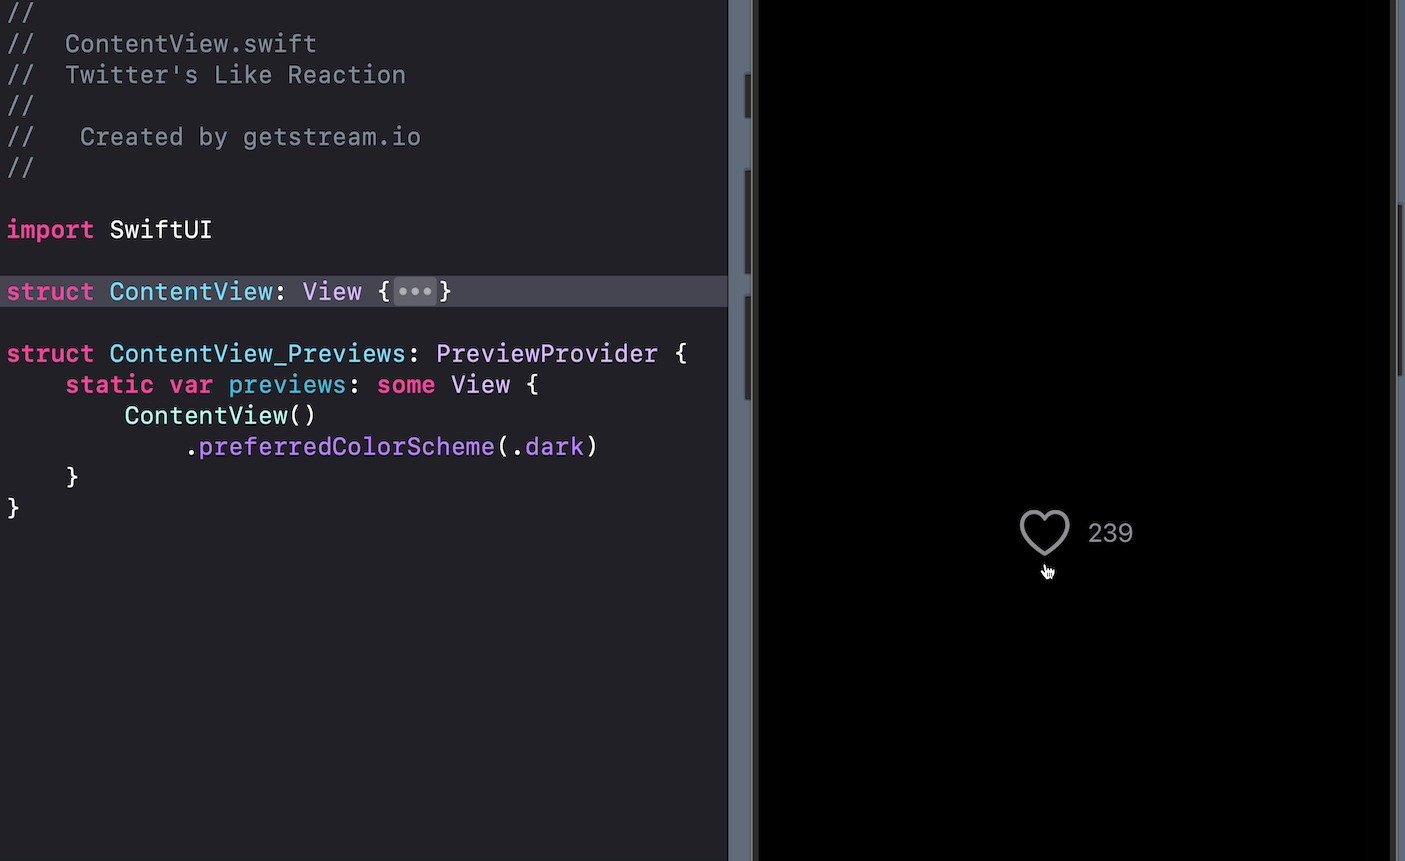 //
//  ContentView.swift
//  Twitter's Like Reaction
//
//   Created by getstream.io
//
import SwiftUI
struct ContentView: View {•••}
struct ContentView_Previews: PreviewProvider {
    static var previews: some View {
        ContentView()
            .preferredColorScheme(.dark)
    }
}
239